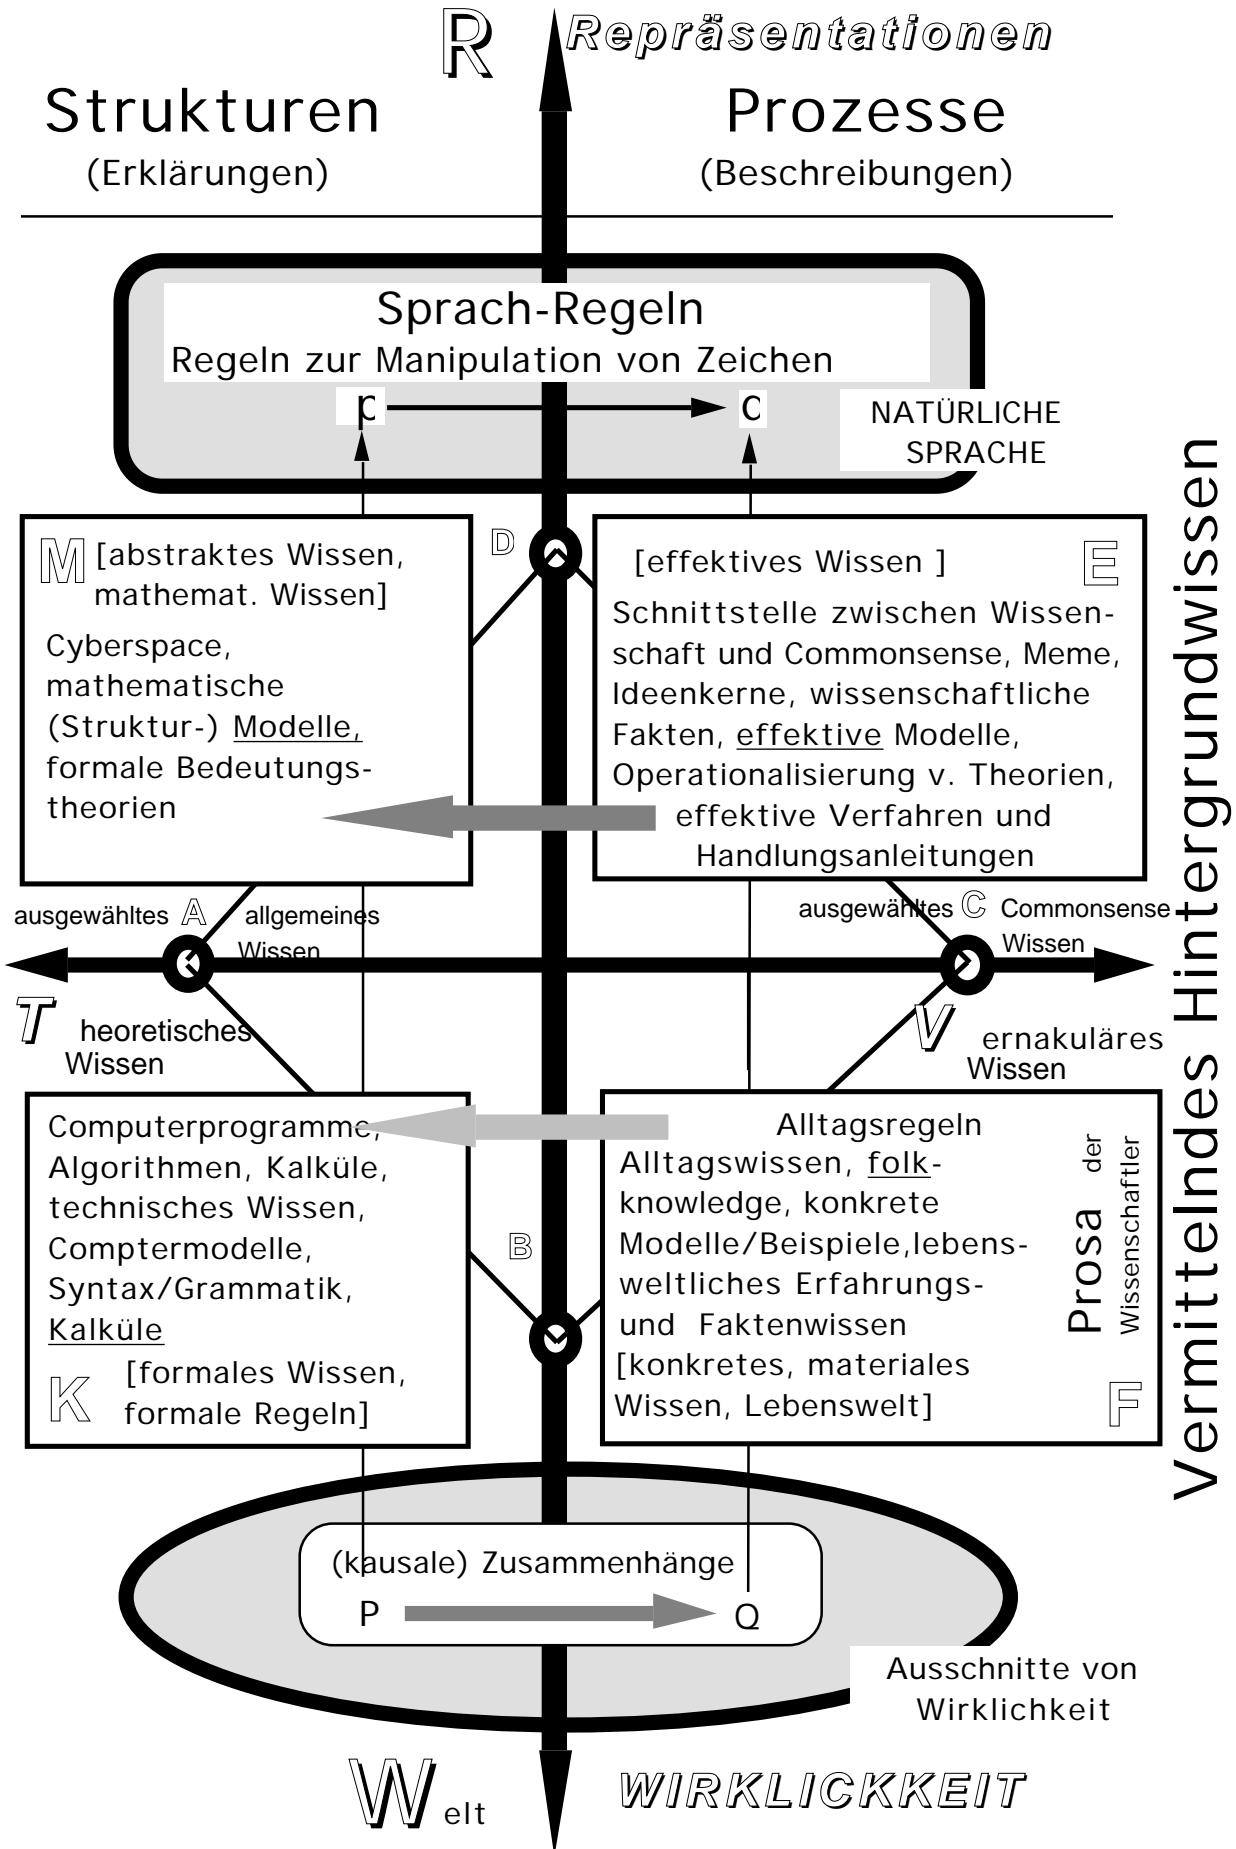 R Repräsentationen
Strukturen
(Erklärungen)
Prozesse
(Beschreibungen)
Sprach-Regeln
Regeln zur Manipulation von Zeichen
p
c
NATÜRLICHE
SPRACHE
M [abstraktes Wissen,
mathemat. Wissen]
Cyberspace,
mathematische
(Struktur-) Modelle,
formale Bedeutungs-
theorien
D
[effektives Wissen ] E
Schnittstelle zwischen Wissen-
schaft und Commonsense, Meme,
Ideenkerne, wissenschaftliche
Fakten, effektive Modelle,
Operationalisierung v. Theorien,
effektive Verfahren und
Handlungsanleitungen
ausgewähltes A allgemeines
Wissen
ausgewähltes C Commonsense
Wissen
T heoretisches
Wissen
V ernakuläres
Wissen
Computerprogramme,
Algorithmen, Kalküle,
technisches Wissen,
Comptermodelle,
Syntax/Grammatik,
Kalküle
K [formales Wissen,
formale Regeln]
B
Alltagsregeln
Alltagswissen, folk-
knowledge, konkrete
Modelle/Beispiele,lebens-
weltliches Erfahrungs-
und Faktenwissen
[konkretes, materiales
Wissen, Lebenswelt]
F
Prosa der
Wissenschaftler
Vermittelndes Hintergrundwissen
(kausale) Zusammenhänge
P
Q
Ausschnitte von
Wirklichkeit
W elt
WIRKLICKKEIT